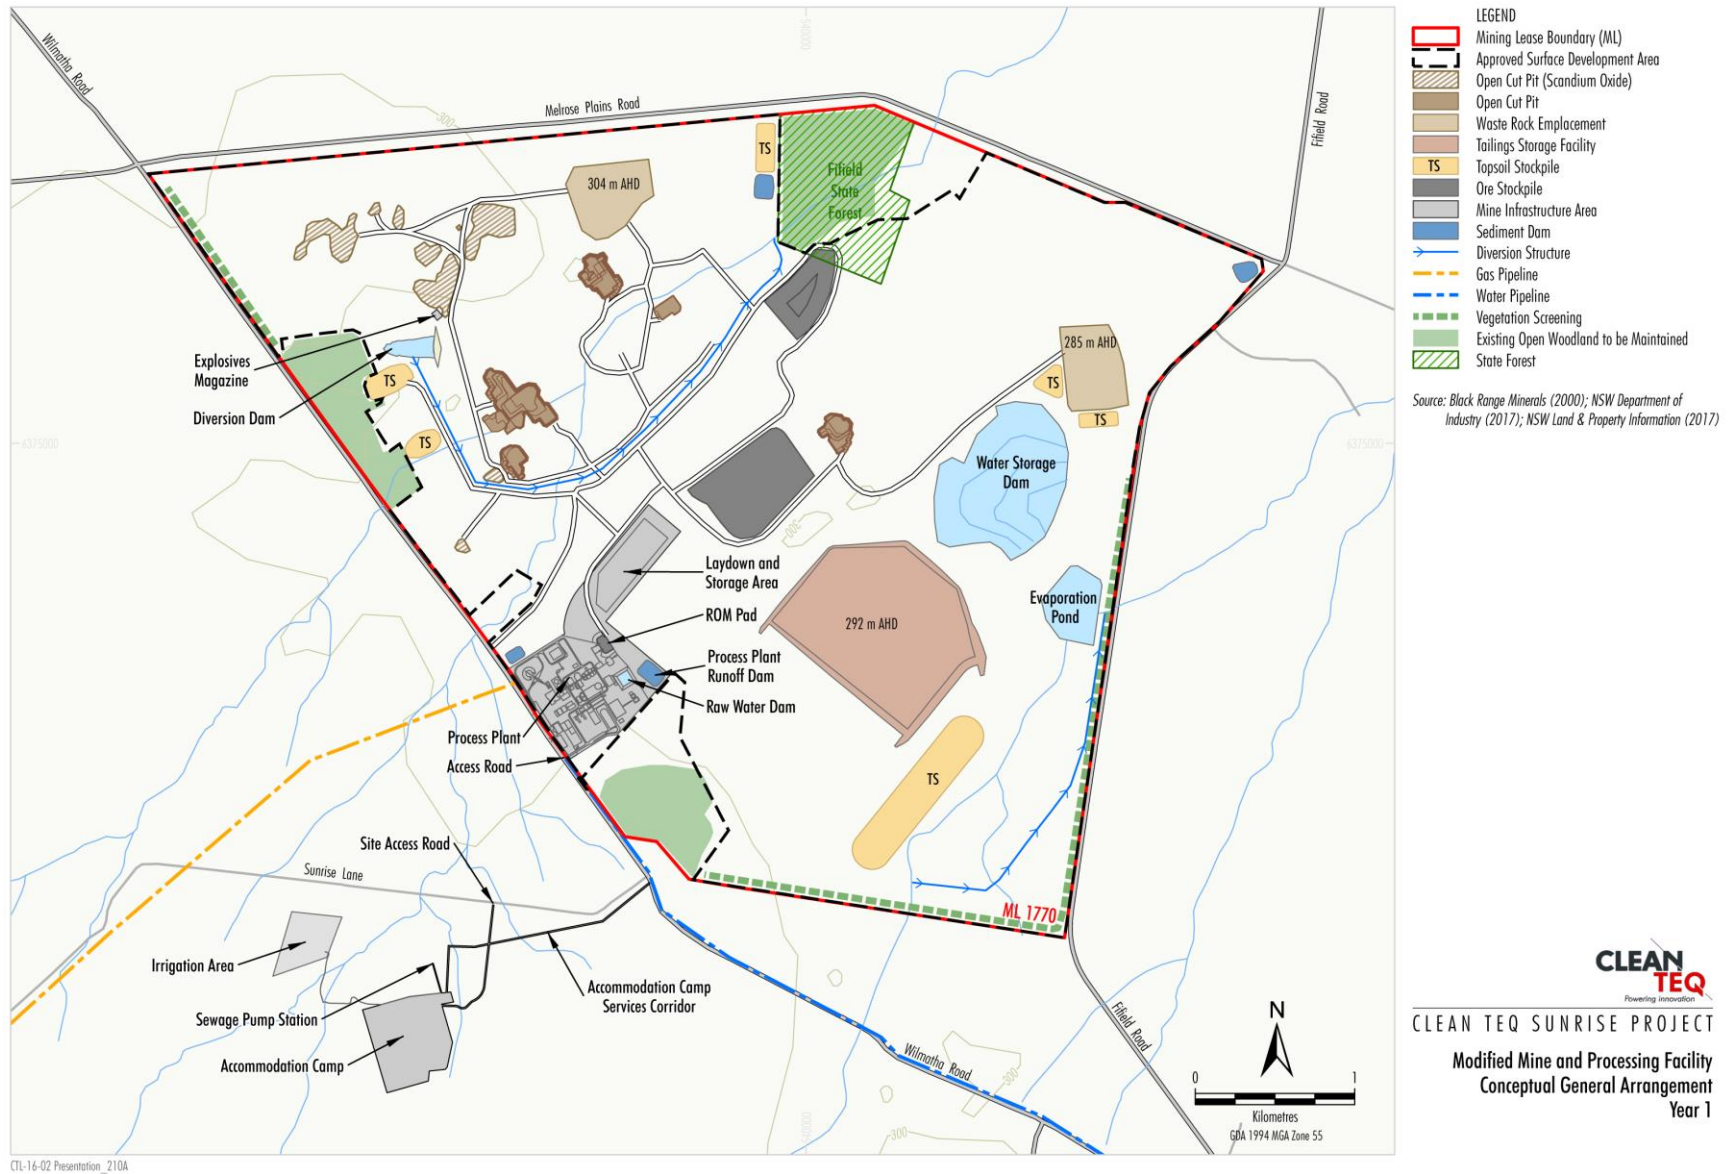 540000
Wilmatha Road
Melrose Plains Road
300
Fifield Road
304 m AHD
TS
Fifield
State
Forest
Explosives
Magazine
Diversion Dam
TS
TS
285 m AHD
TS
TS
6375000
6375000
Water Storage
Dam
300
Laydown and
Storage Area
ROM Pad
Process Plant
Runoff Dam
Raw Water Dam
292 m AHD
Evaporation
Pond
Process Plant
Access Road
TS
Site Access Road
Sunrise Lane
ML 1770
Irrigation Area
Accommodation Camp
Services Corridor
Sewage Pump Station
Accommodation Camp
Fifield Road
Wilmatha Road
300
300
540000
N
0 1
Kilometres
GDA 1994 MGA Zone 55
LEGEND
Mining Lease Boundary (ML)
Approved Surface Development Area
Open Cut Pit (Scandium Oxide)
Open Cut Pit
Waste Rock Emplacement
Tailings Storage Facility
TS Topsoil Stockpile
Ore Stockpile
Mine Infrastructure Area
Sediment Dam
Diversion Structure
Gas Pipeline
Water Pipeline
Vegetation Screening
Existing Open Woodland to be Maintained
State Forest
Source: Black Range Minerals (2000); NSW Department of
Industry (2017); NSW Land & Property Information (2017)
CLEAN
TEQ
Powering innovation
CLEAN TEQ SUNRISE PROJECT
Modified Mine and Processing Facility
Conceptual General Arrangement
Year 1
CTL-16-02 Presentation_210A